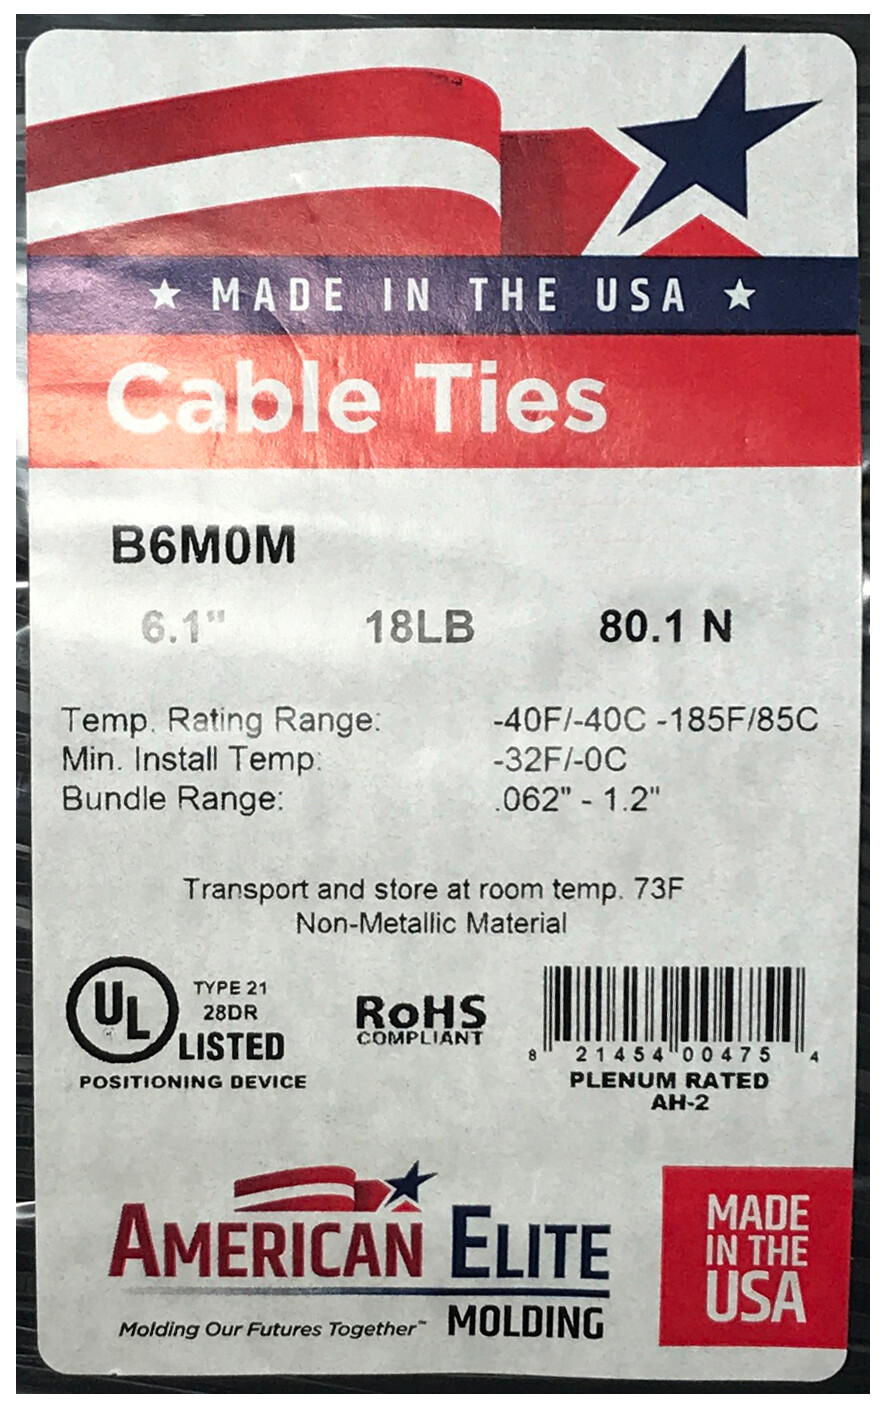 ★ MADE IN THE USA ★
Cable Ties
B6M0M
6.1" 18LB 80.1 N
Temp. Rating Range: -40F/-40C -185F/85C
Min. Install Temp: -32F/-0C
Bundle Range: .062" - 1.2"
Transport and store at room temp. 73F
Non-Metallic Material
UL
TYPE 21
28DR
LISTED
POSITIONING DEVICE
RoHS
COMPLIANT
8 21454 00475 4
PLENUM RATED
AH-2
AMERICAN ELITE
MOLDING
Molding Our Futures Together™
MADE
IN THE
USA